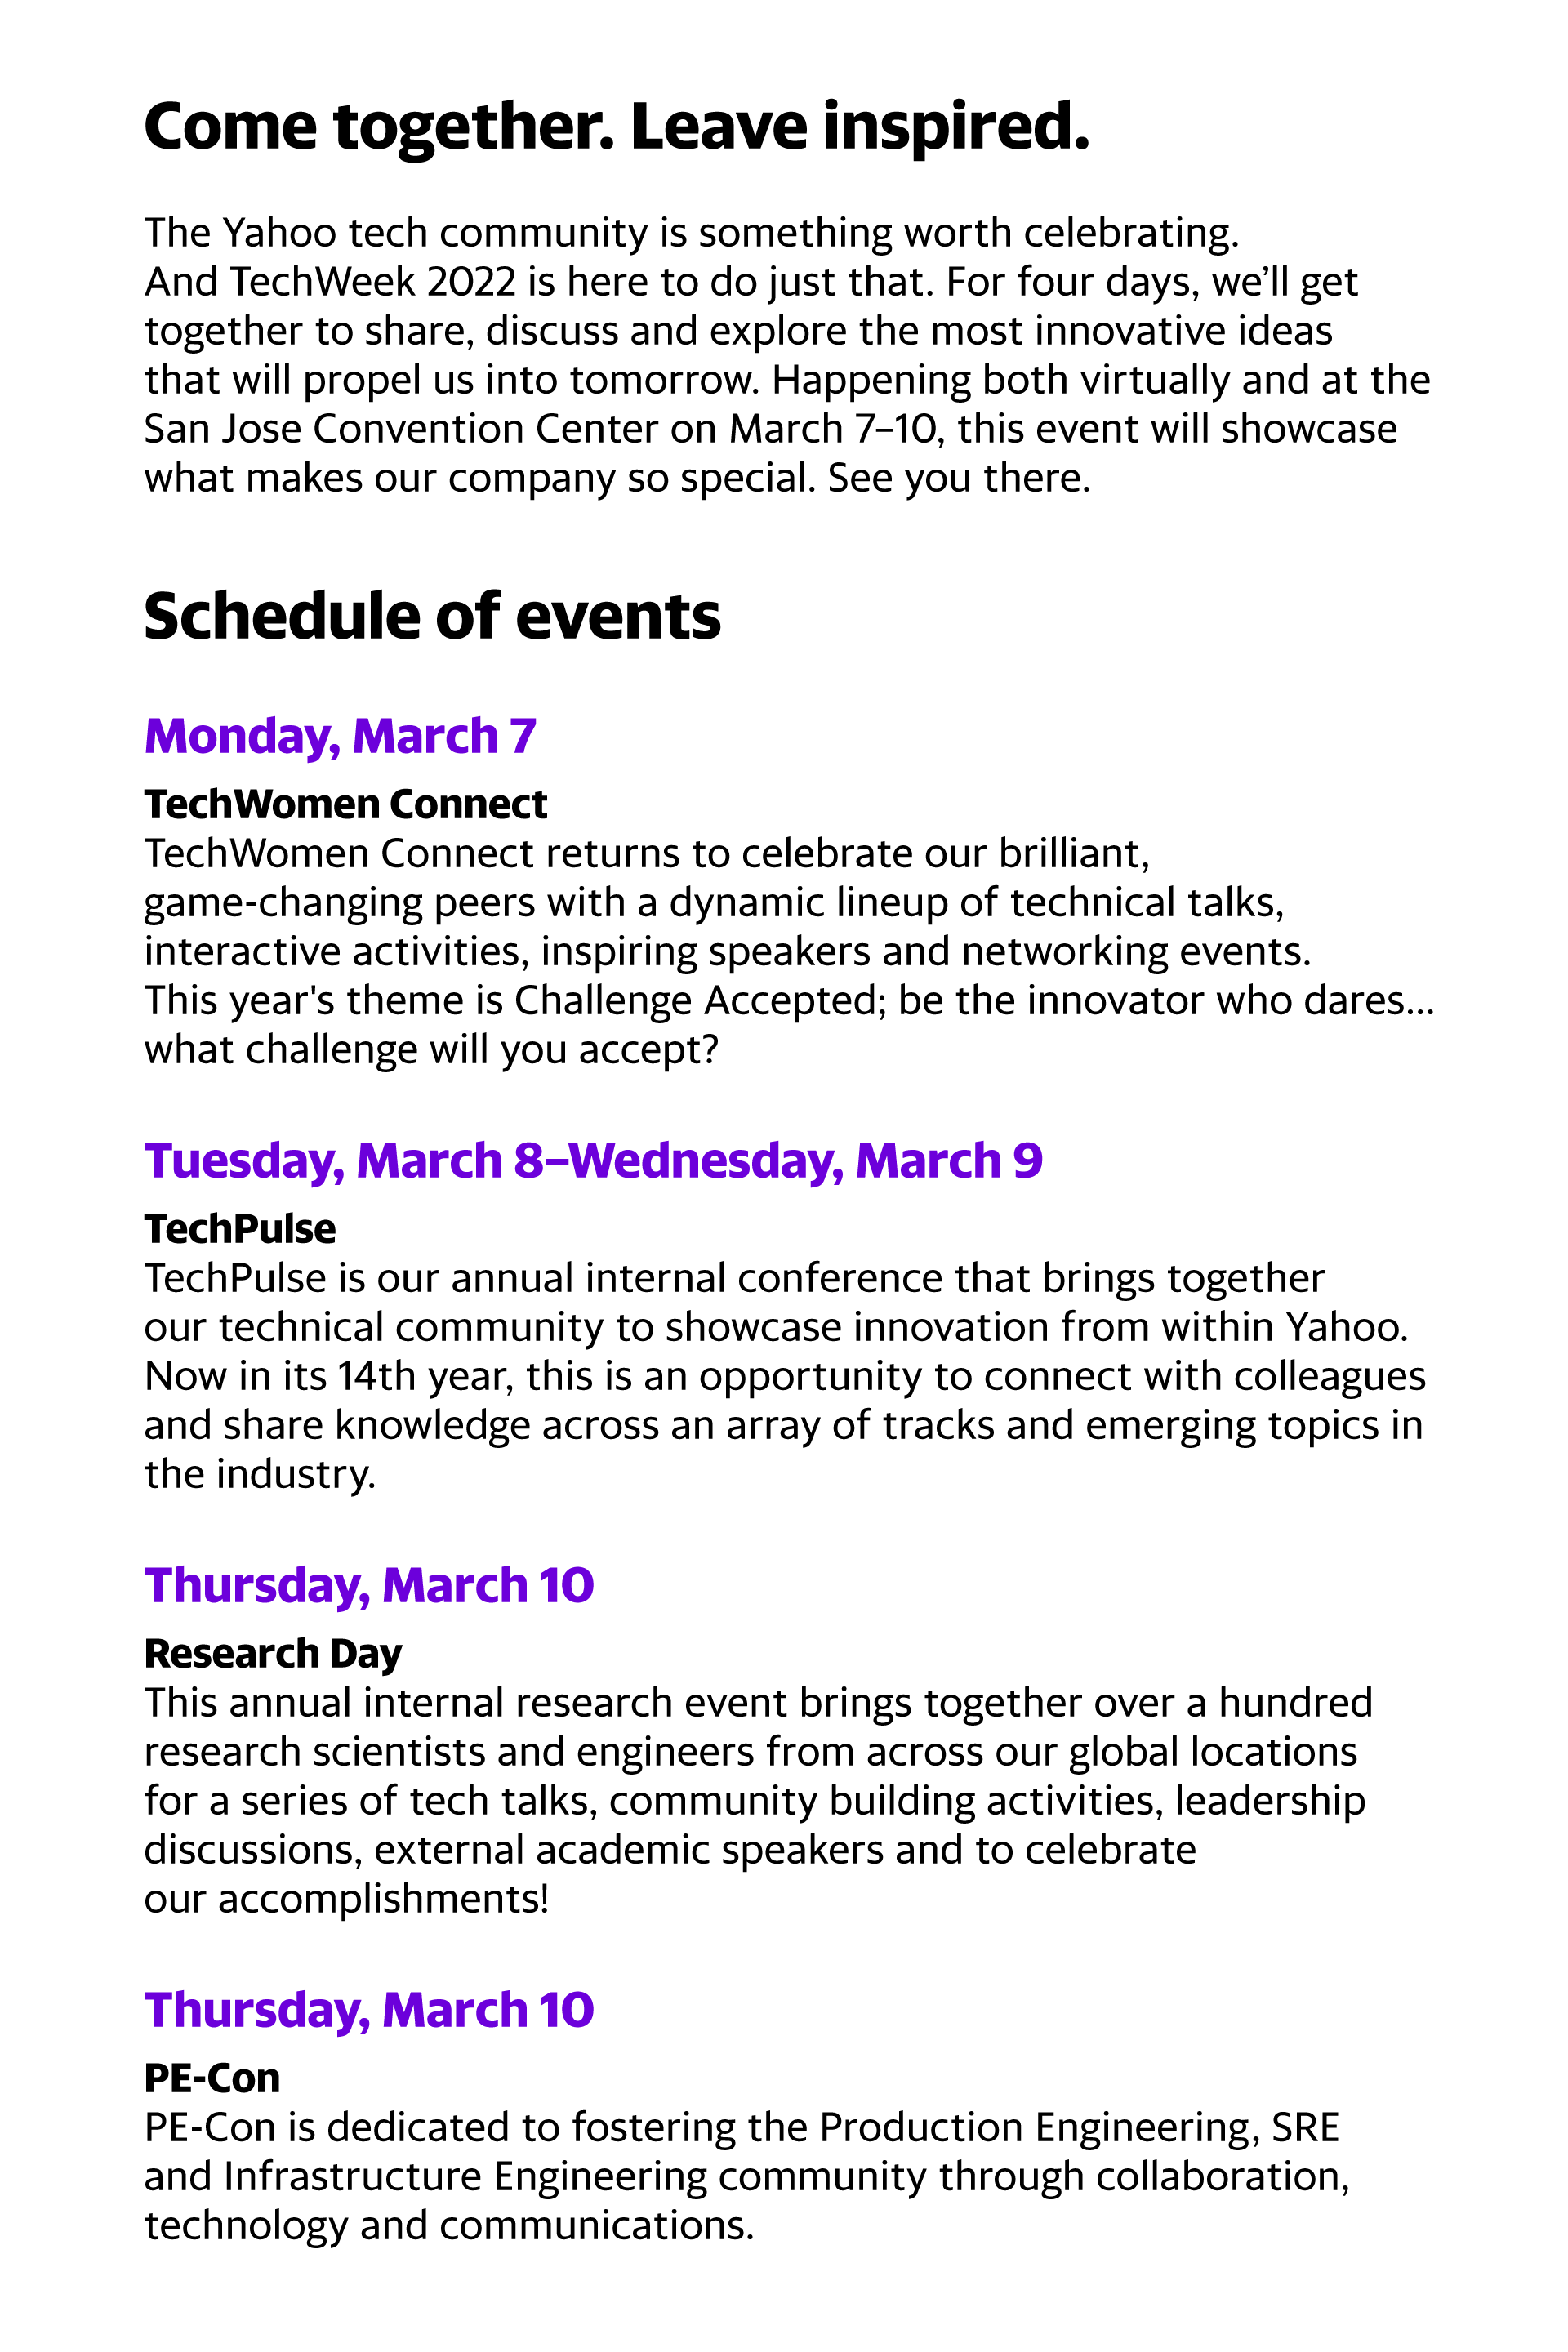 Come together. Leave inspired.
The Yahoo tech community is something worth celebrating.
And TechWeek 2022 is here to do just that. For four days, we’ll get
together to share, discuss and explore the most innovative ideas
that will propel us into tomorrow. Happening both virtually and at the
San Jose Convention Center on March 7–10, this event will showcase
what makes our company so special. See you there.
Schedule of events
Monday, March 7
TechWomen Connect
TechWomen Connect returns to celebrate our brilliant,
game-changing peers with a dynamic lineup of technical talks,
interactive activities, inspiring speakers and networking events.
This year's theme is Challenge Accepted; be the innovator who dares...
what challenge will you accept?
Tuesday, March 8–Wednesday, March 9
TechPulse
TechPulse is our annual internal conference that brings together
our technical community to showcase innovation from within Yahoo.
Now in its 14th year, this is an opportunity to connect with colleagues
and share knowledge across an array of tracks and emerging topics in
the industry.
Thursday, March 10
Research Day
This annual internal research event brings together over a hundred
research scientists and engineers from across our global locations
for a series of tech talks, community building activities, leadership
discussions, external academic speakers and to celebrate
our accomplishments!
Thursday, March 10
PE-Con
PE-Con is dedicated to fostering the Production Engineering, SRE
and Infrastructure Engineering community through collaboration,
technology and communications.